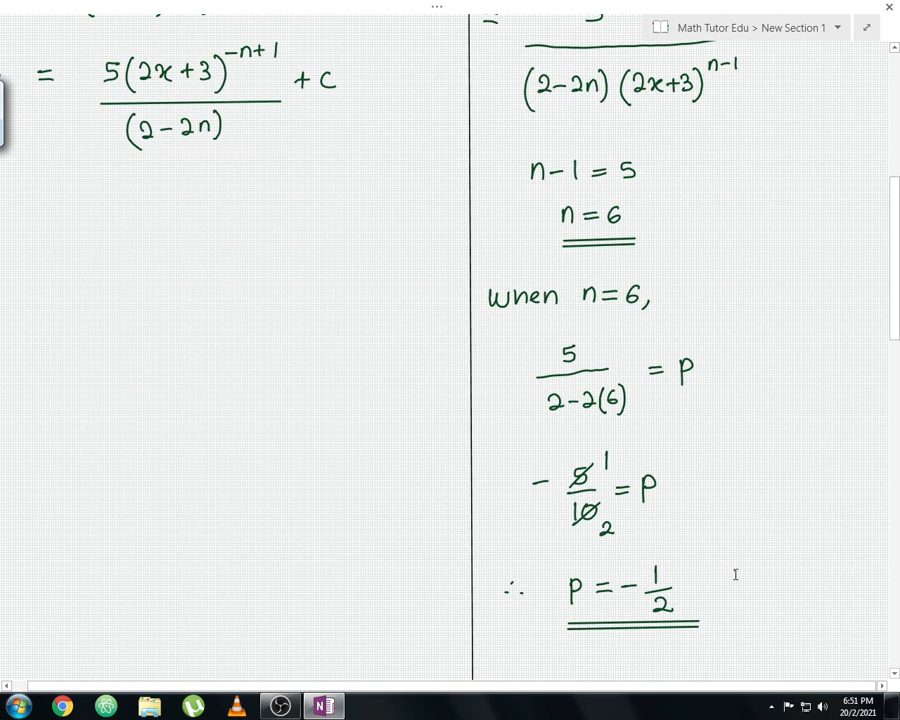 Math Tutor Edu > New Section 1
= 5(2x+3)^{-n+1} / (2-2n) + c
(2-2n) (2x+3)^{n-1}
n-1 = 5
n = 6
when n=6,
5 / 2-2(6) = p
- 5 1 / 10 2 = p
∴ p = - 1/2
6:51 PM
20/2/2021